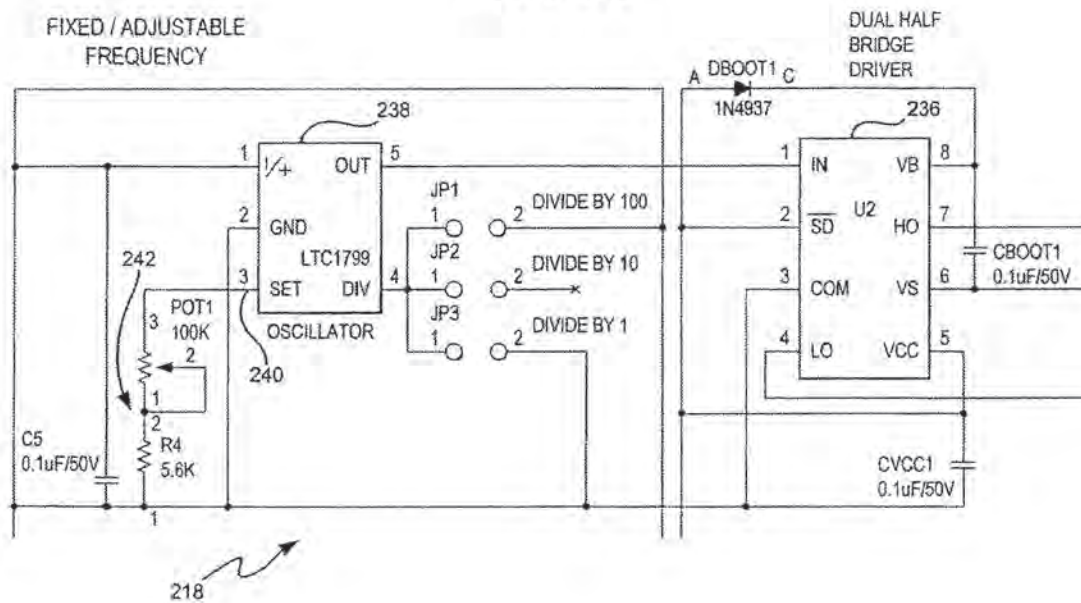 FIXED / ADJUSTABLE
FREQUENCY
DUAL HALF
BRIDGE
DRIVER
A DBOOT1 C
1N4937
238
236
1 !/+ OUT 5
2 GND
LTC1799
3 SET DIV 4
OSCILLATOR
240
242
POT1
100K
3
2
1
2
R4
5.6K
1
C5
0.1uF/50V
JP1
1 2 DIVIDE BY 100
JP2
1 2 DIVIDE BY 10
×
JP3
1 2 DIVIDE BY 1
1 IN VB 8
U2
2 SD HO 7
3 COM VS 6
4 LO VCC 5
CBOOT1
0.1uF/50V
CVCC1
0.1uF/50V
218